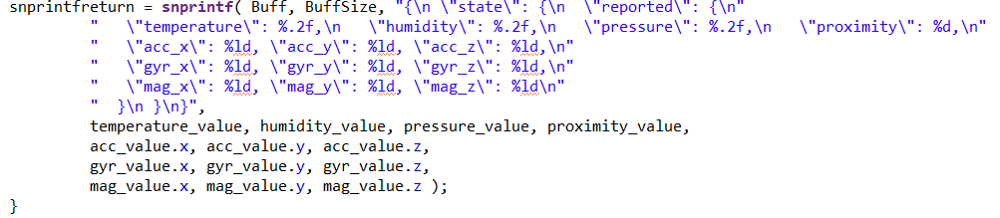 snprintfreturn = snprintf( Buff, BuffSize, "{\n \"state\": {\n  \"reported\": {\n"
"   \"temperature\": %.2f,\n   \"humidity\": %.2f,\n   \"pressure\": %.2f,\n   \"proximity\": %d,\n"
"   \"acc_x\": %ld, \"acc_y\": %ld, \"acc_z\": %ld,\n"
"   \"gyr_x\": %ld, \"gyr_y\": %ld, \"gyr_z\": %ld,\n"
"   \"mag_x\": %ld, \"mag_y\": %ld, \"mag_z\": %ld\n"
"  }\n }\n}",
temperature_value, humidity_value, pressure_value, proximity_value,
acc_value.x, acc_value.y, acc_value.z,
gyr_value.x, gyr_value.y, gyr_value.z,
mag_value.x, mag_value.y, mag_value.z );
}